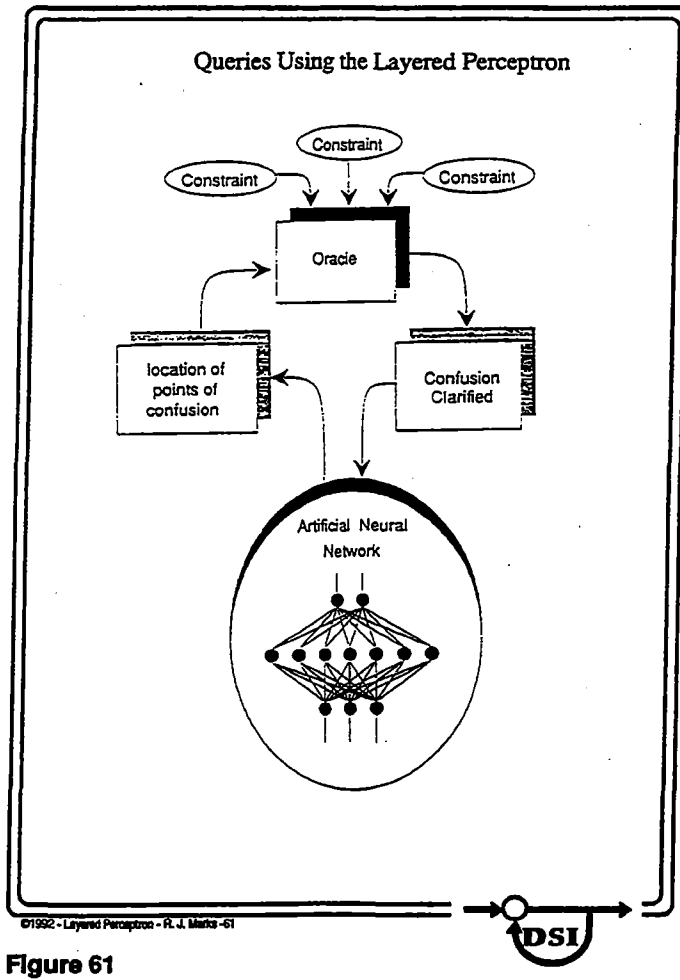 Queries Using the Layered Perceptron
Constraint
Constraint
Constraint
Oracle
location of
points of
confusion
Confusion
Clarified
Artificial Neural
Network
©1992 - Layered Perceptron - R. J. Marks -61
DSI
Figure 61